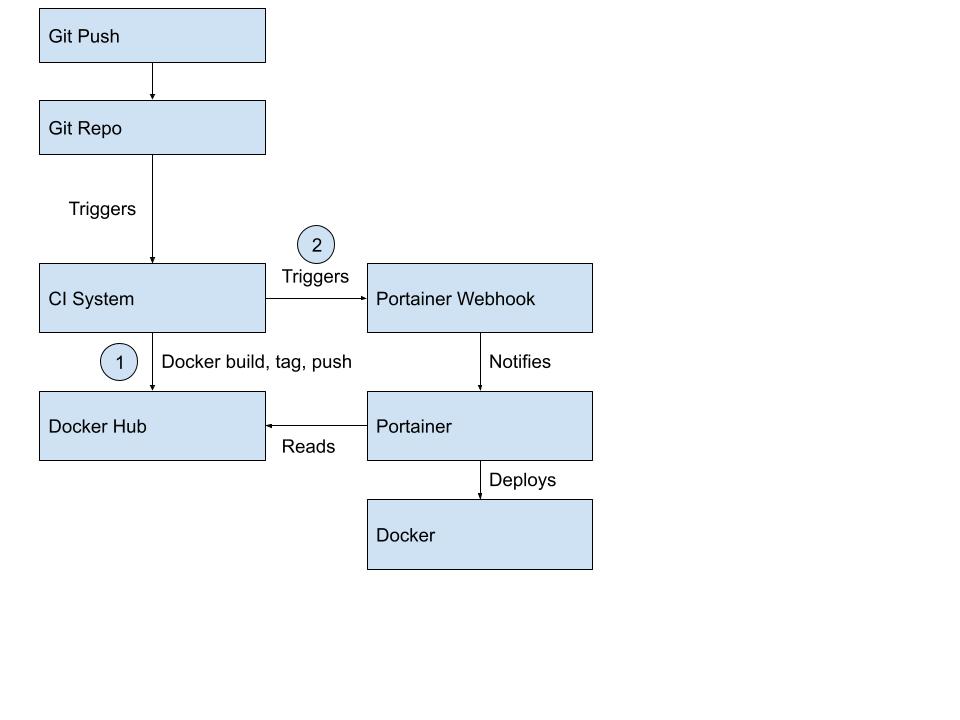 Git Push
Git Repo
Triggers
2
Triggers
CI System
Portainer Webhook
1
Docker build, tag, push
Notifies
Docker Hub
Portainer
Reads
Deploys
Docker